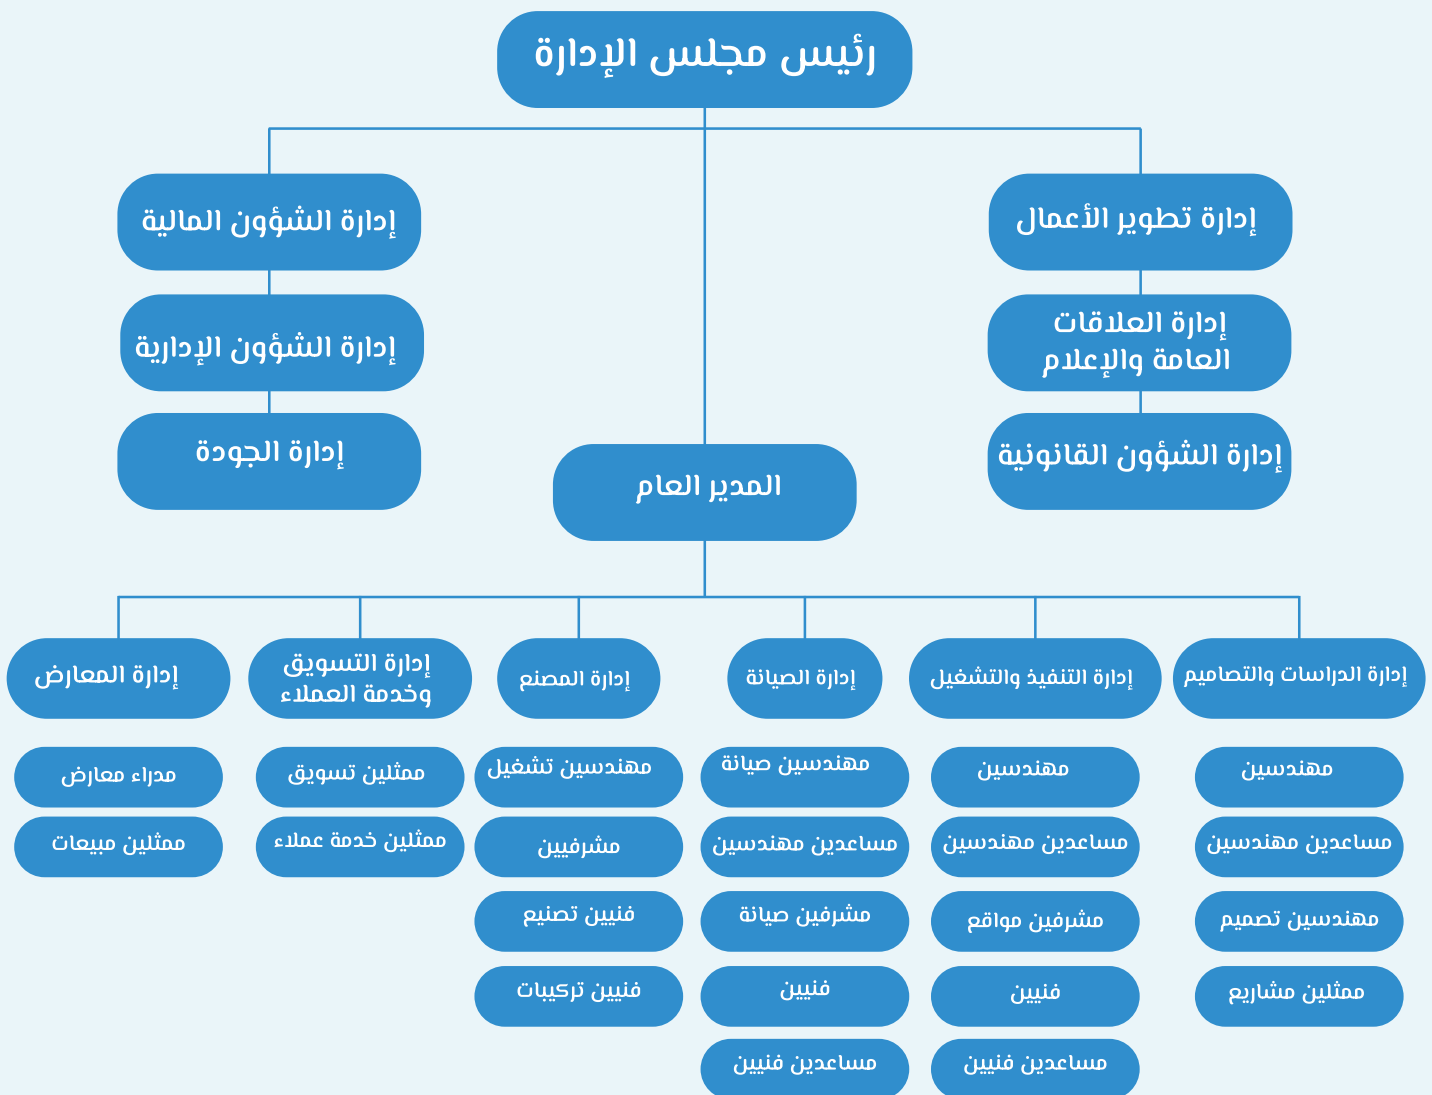 رئيس مجلس الإدارة
إدارة تطوير الأعمال
إدارة العلاقات
العامة والإعلام
إدارة الشؤون القانونية
إدارة الشؤون المالية
إدارة الشؤون الإدارية
إدارة الجودة
المدير العام
إدارة الدراسات والتصاميم
مهندسين
مساعدين مهندسين
مهندسين تصميم
ممثلين مشاريع
إدارة التنفيذ والتشغيل
مهندسين
مساعدين مهندسين
مشرفين مواقع
فنيين
مساعدين فنيين
إدارة الصيانة
مهندسين صيانة
مساعدين مهندسين
مشرفين صيانة
فنيين
مساعدين فنيين
إدارة المصنع
مهندسين تشغيل
مشرفيين
فنيين تصنيع
فنيين تركيبات
إدارة التسويق
وخدمة العملاء
ممثلين تسويق
ممثلين خدمة عملاء
إدارة المعارض
مدراء معارض
ممثلين مبيعات